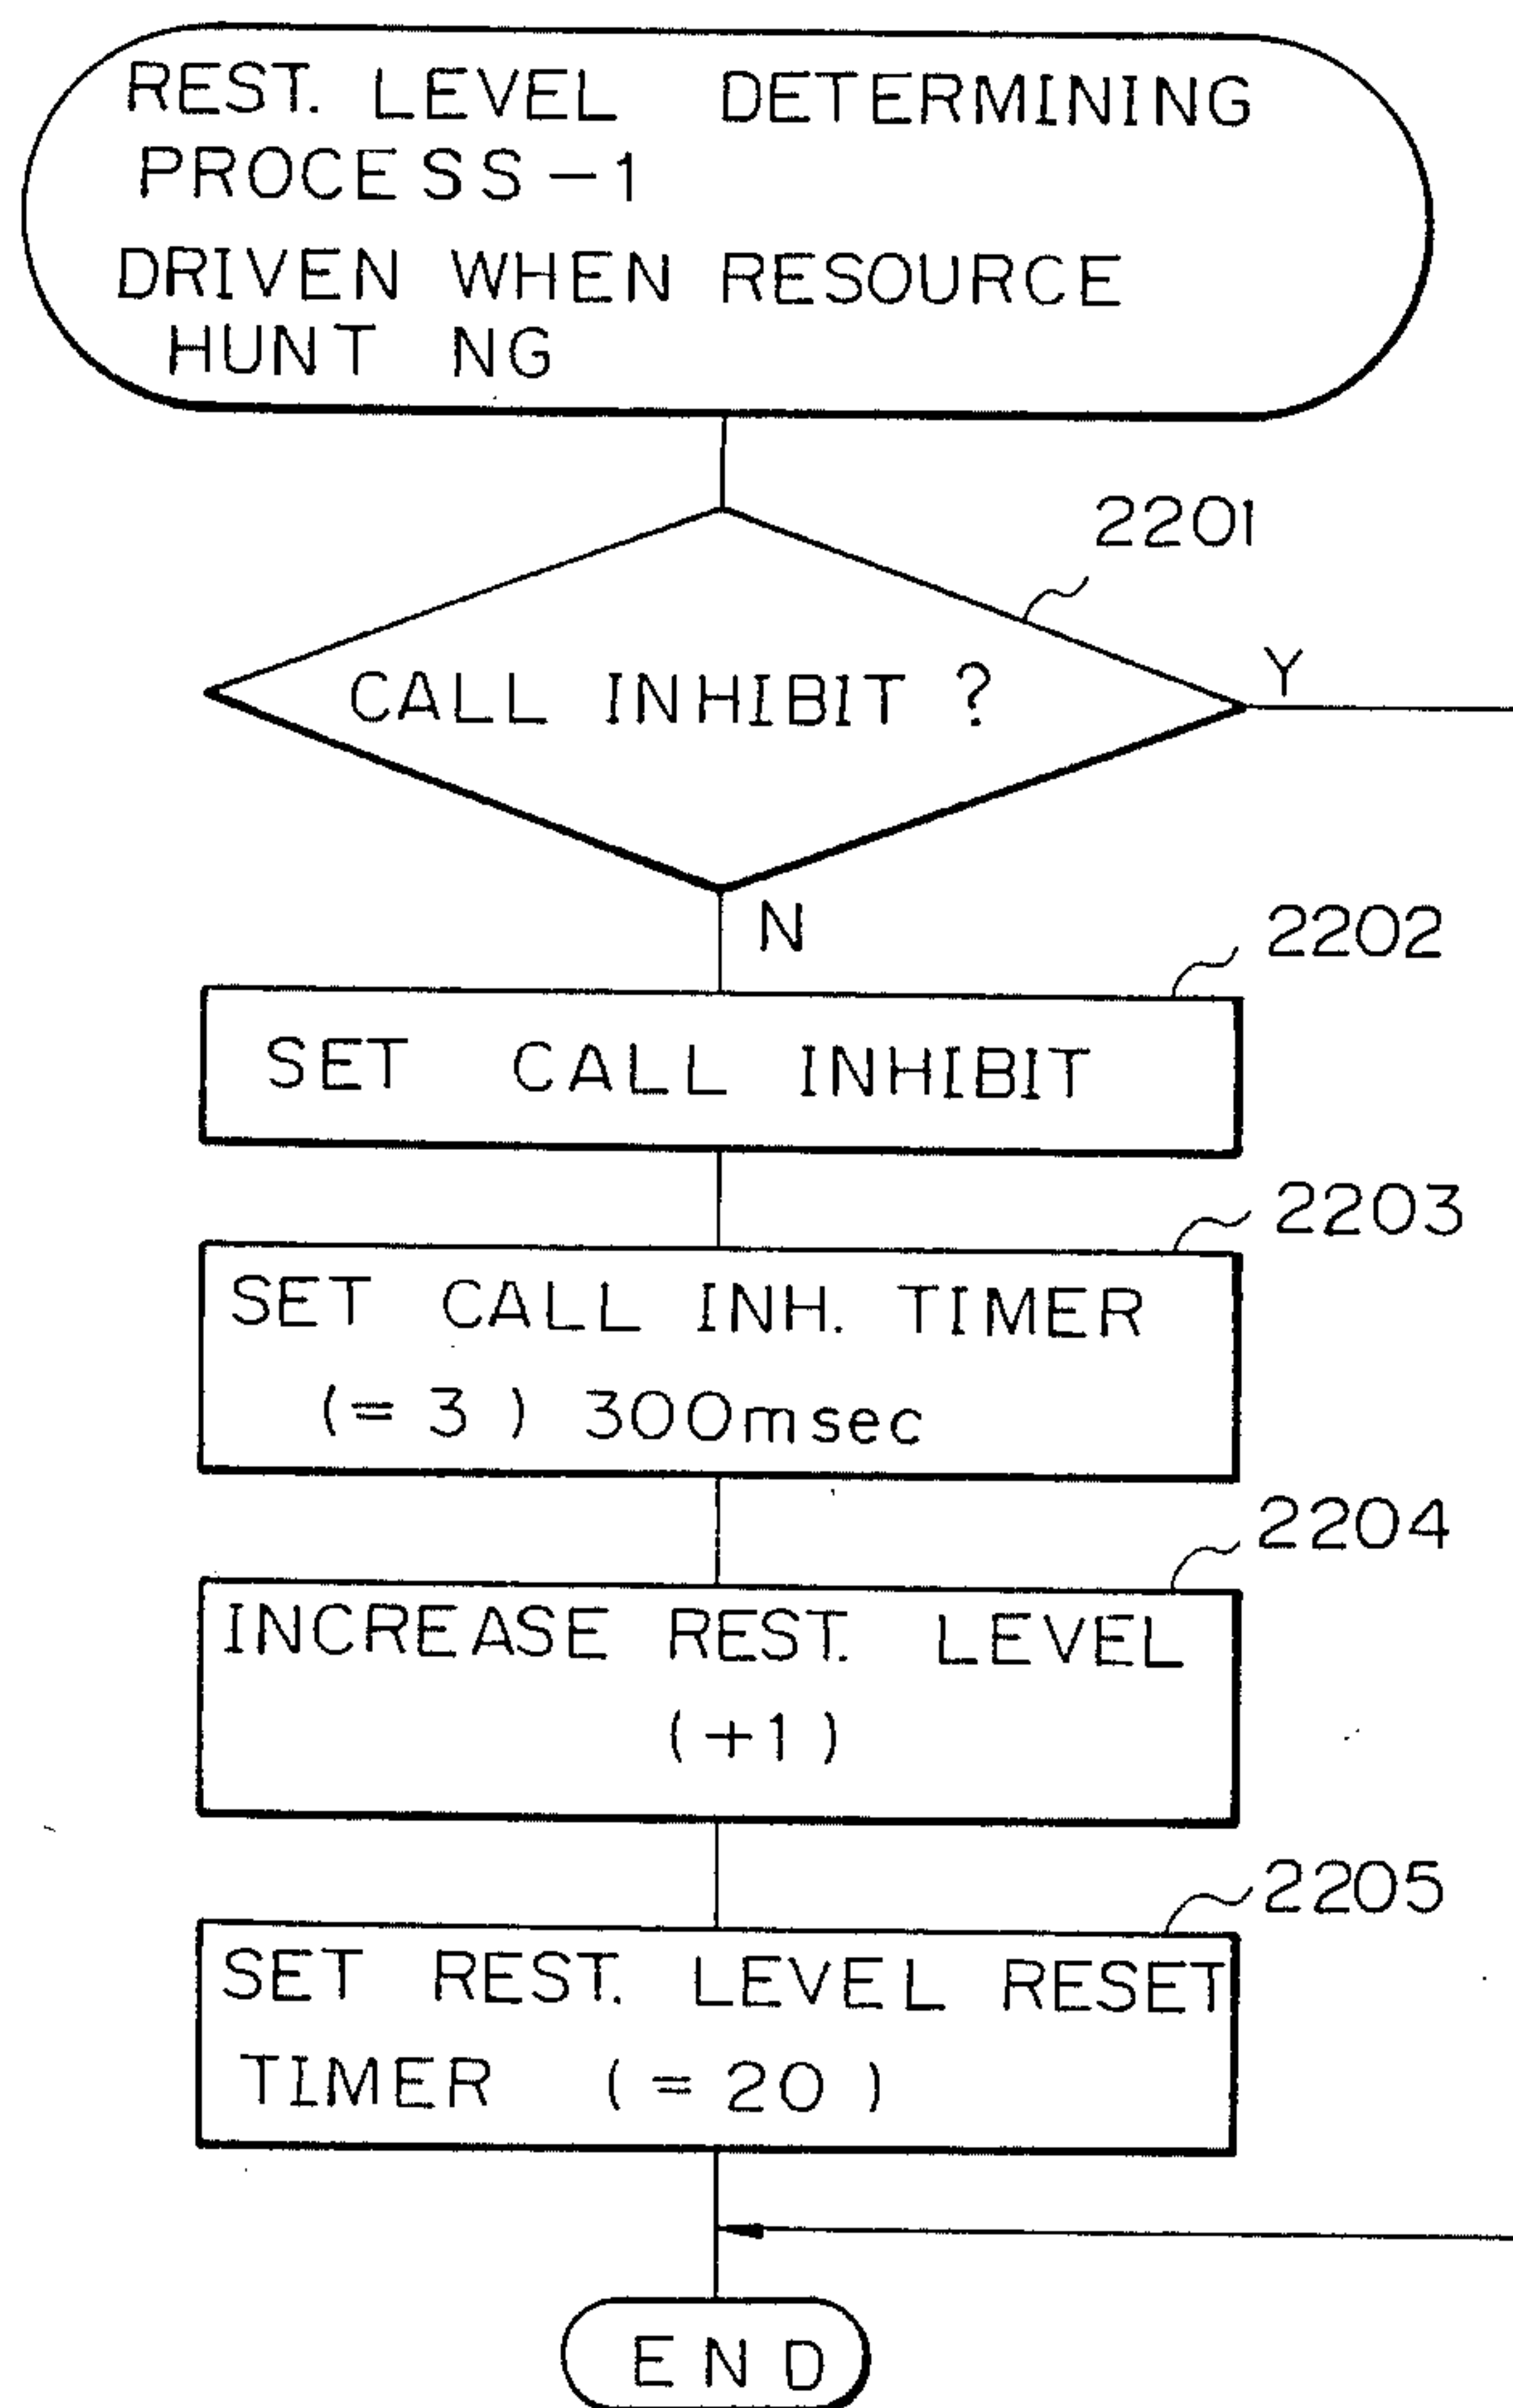 REST. LEVEL DETERMINING
PROCESS-1
DRIVEN WHEN RESOURCE
HUNT NG
2201
CALL INHIBIT ?
Y
N
2202
SET CALL INHIBIT
2203
SET CALL INH. TIMER
(= 3 ) 300msec
2204
INCREASE REST. LEVEL
(+1)
2205
SET REST. LEVEL RESET
TIMER (= 20 )
END